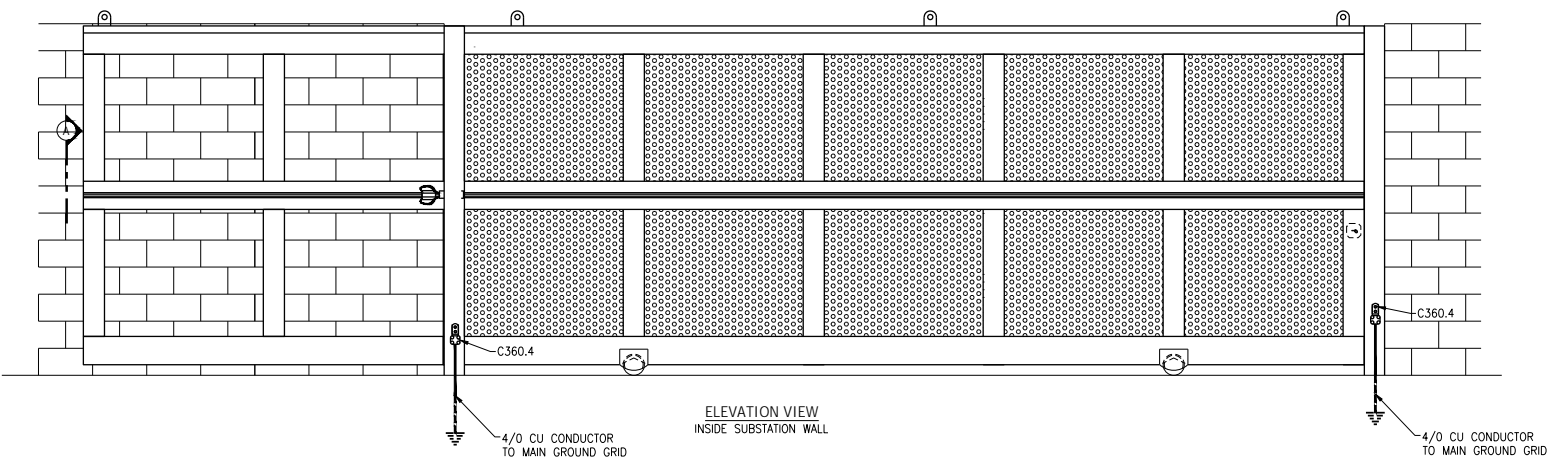 A
C360.4
C360.4
ELEVATION VIEW
INSIDE SUBSTATION WALL
4/0 CU CONDUCTOR
TO MAIN GROUND GRID
4/0 CU CONDUCTOR
TO MAIN GROUND GRID